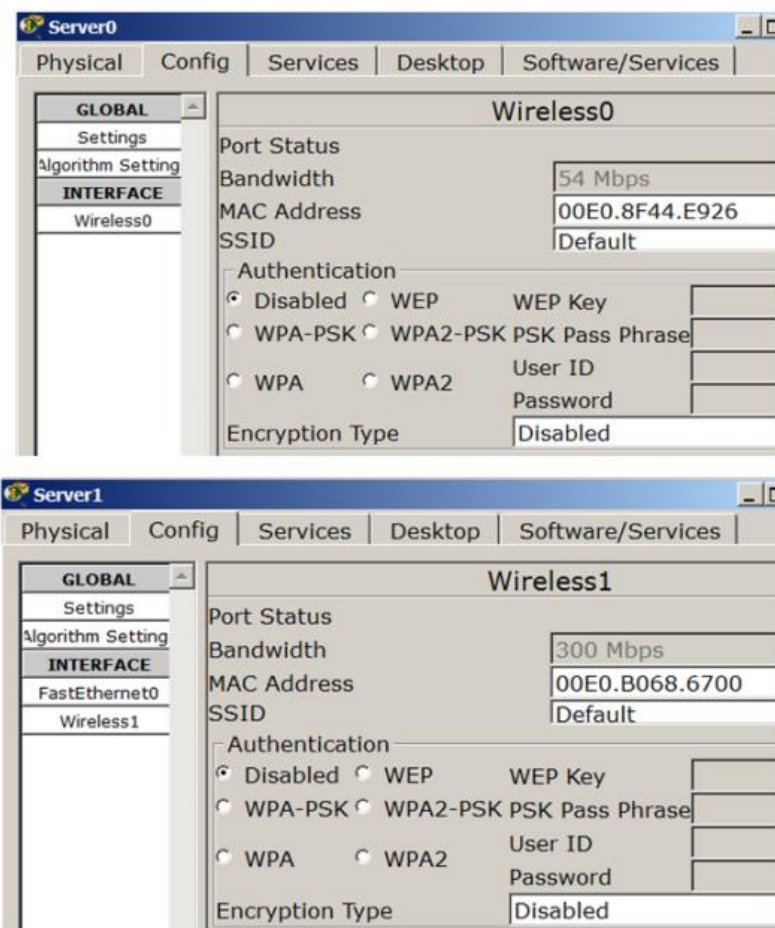 Server0
Physical Config Services Desktop Software/Services
GLOBAL
Settings
Algorithm Setting
INTERFACE
Wireless0
Wireless0
Port Status
Bandwidth 54 Mbps
MAC Address 00E0.8F44.E926
SSID Default
Authentication
Disabled WEP WEP Key
WPA-PSK WPA2-PSK PSK Pass Phrase
WPA WPA2 User ID
Password
Encryption Type Disabled
Server1
Physical Config Services Desktop Software/Services
GLOBAL
Settings
Algorithm Setting
INTERFACE
FastEthernet0
Wireless1
Wireless1
Port Status
Bandwidth 300 Mbps
MAC Address 00E0.B068.6700
SSID Default
Authentication
Disabled WEP WEP Key
WPA-PSK WPA2-PSK PSK Pass Phrase
WPA WPA2 User ID
Password
Encryption Type Disabled